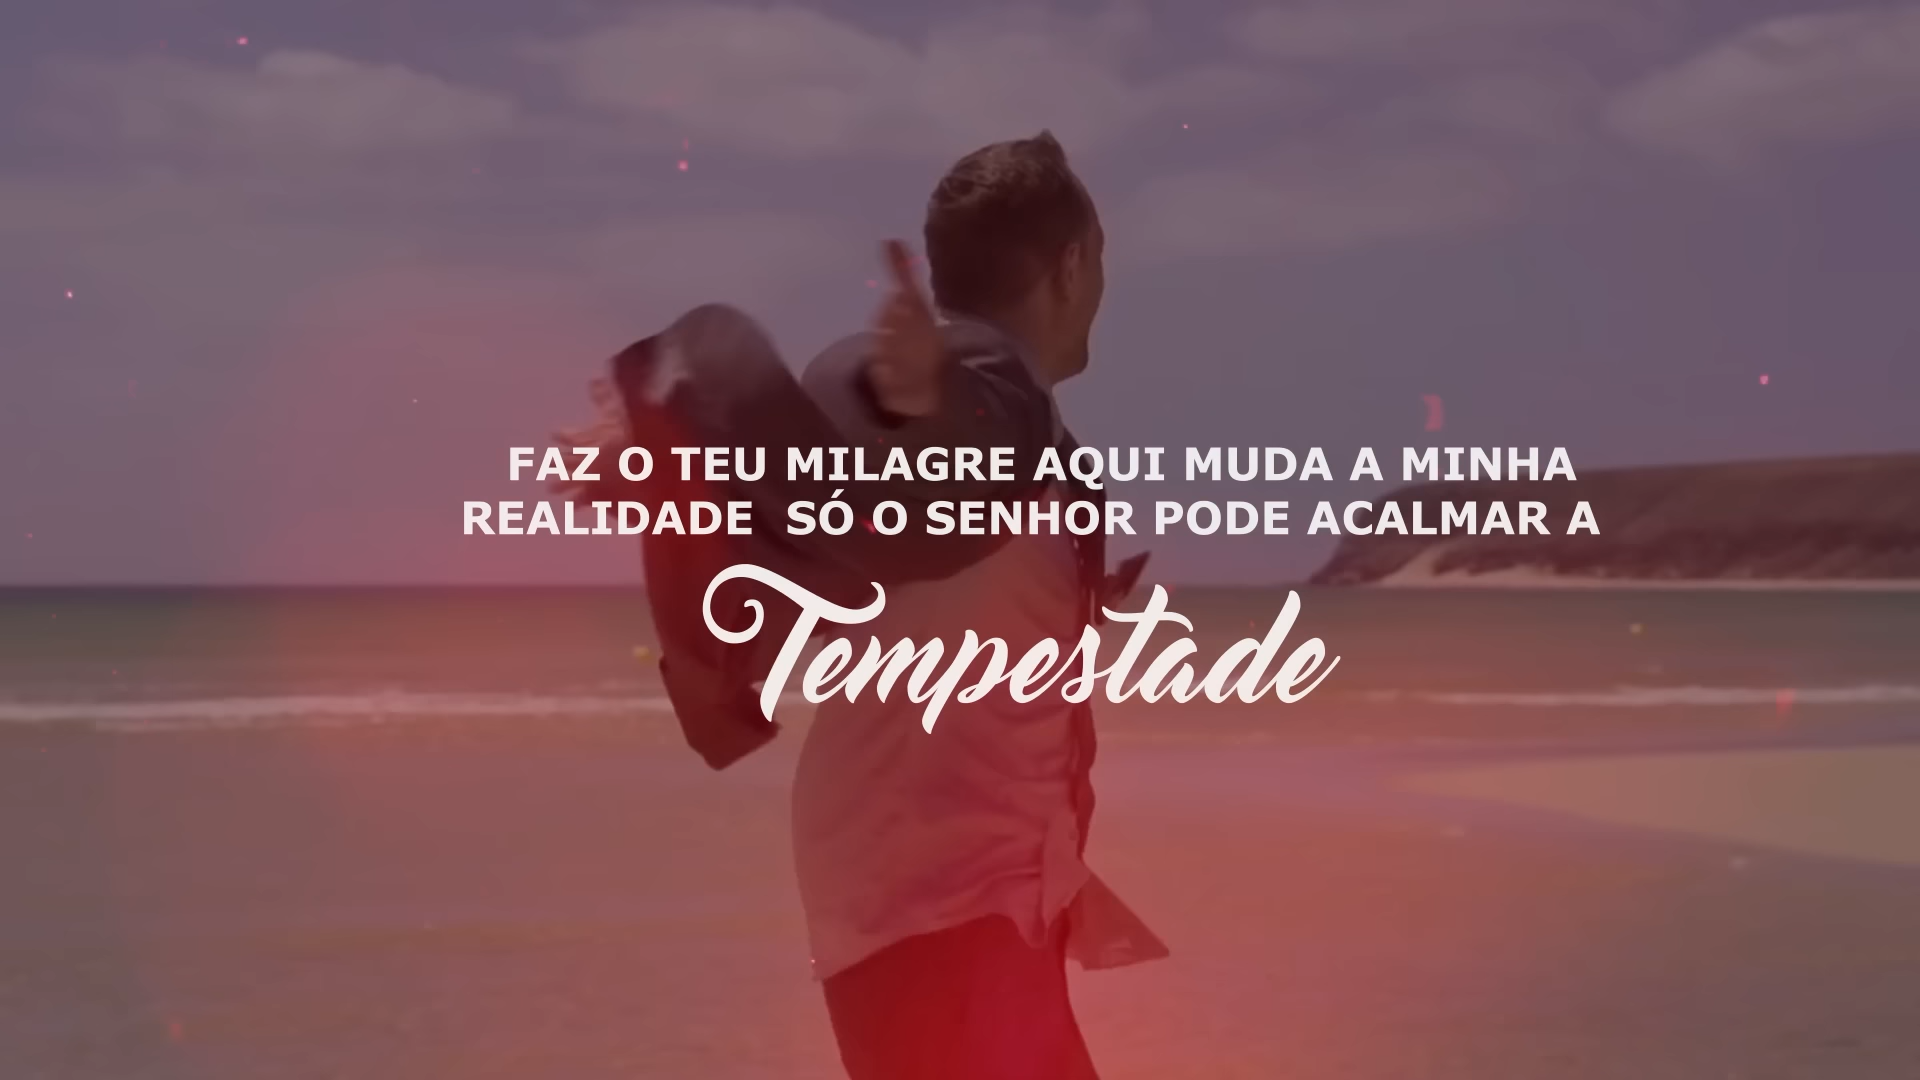 FAZ O TEU MILAGRE AQUI MUDA A MINHA
REALIDADE  SÓ O SENHOR PODE ACALMAR A
Tempestade